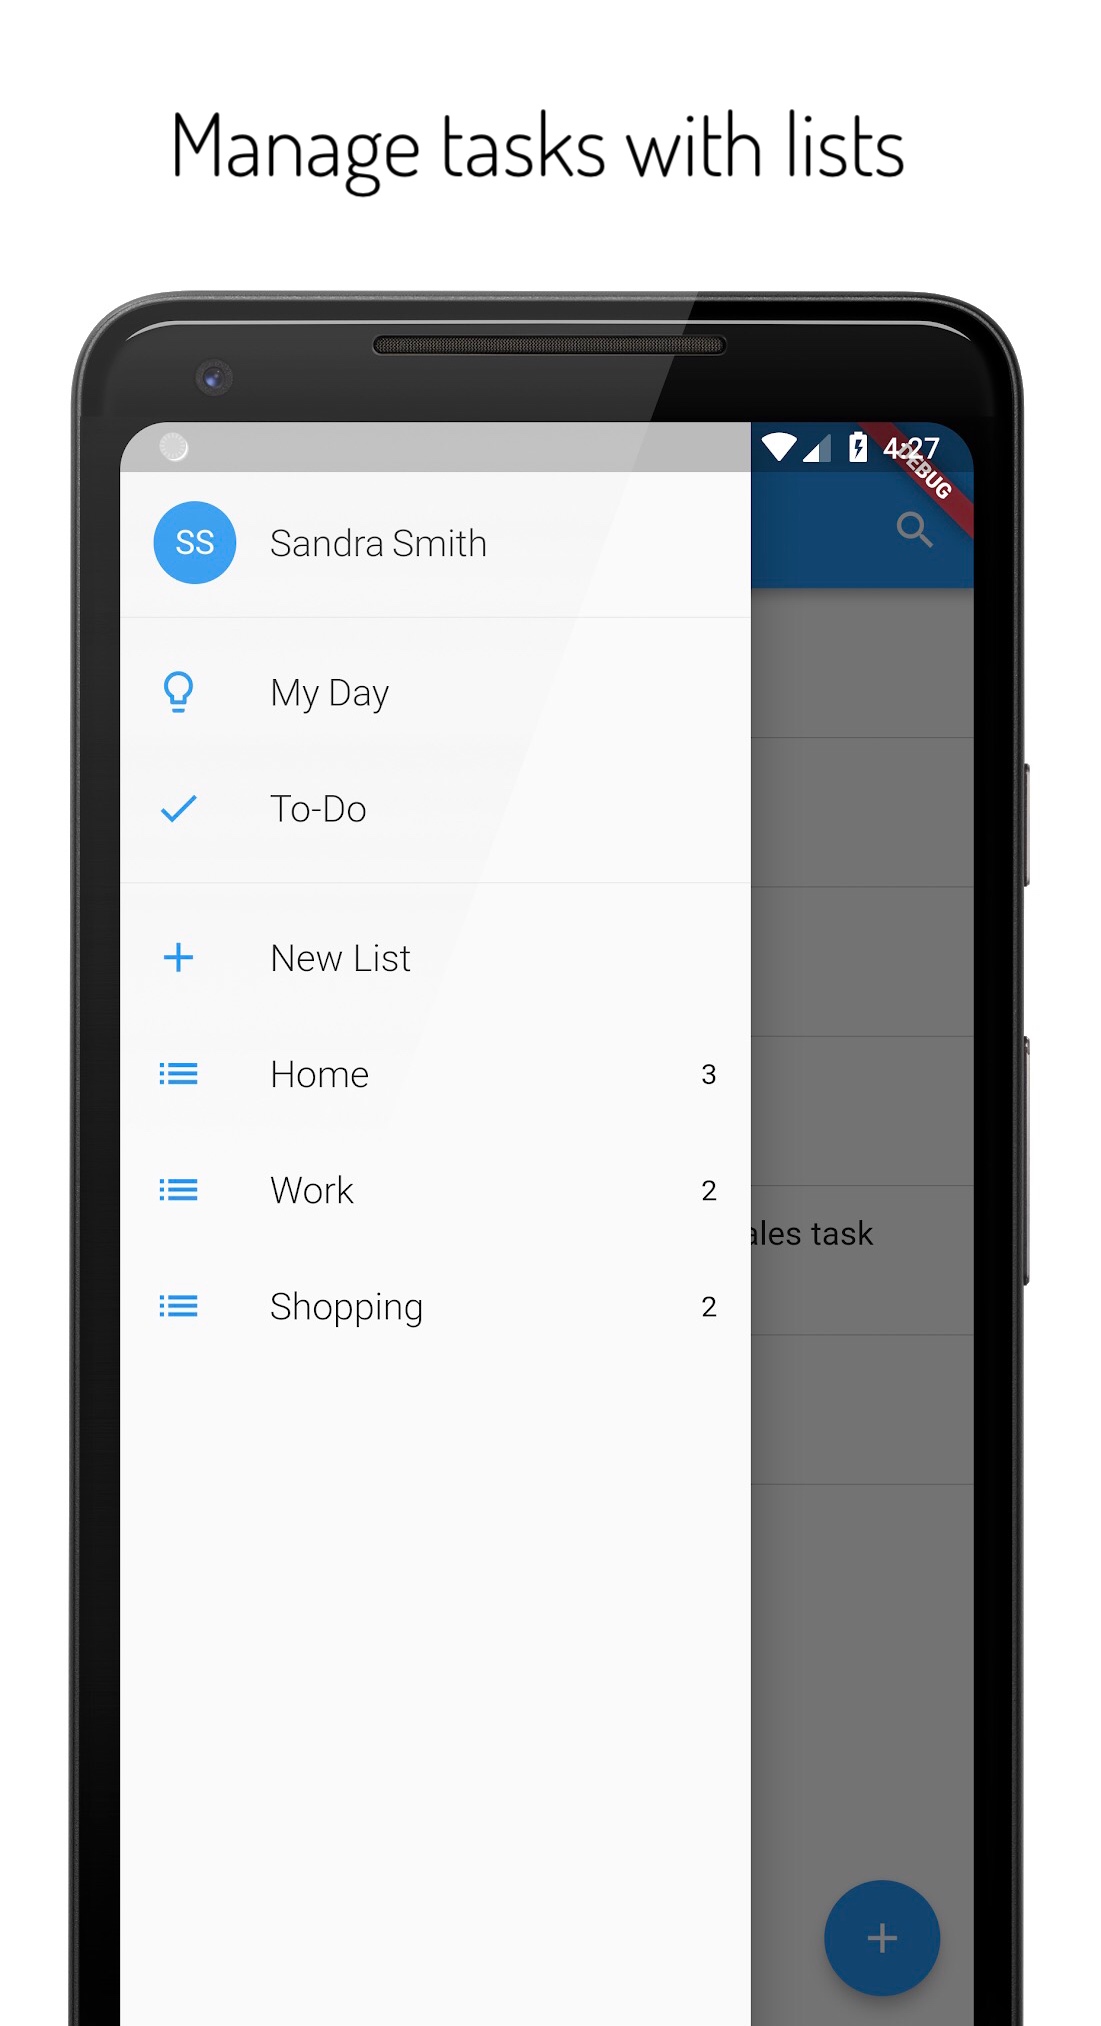 Manage tasks with lists
4:27
DEBUG
SS
Sandra Smith
My Day
To-Do
New List
Home 3
Work 2
ales task
Shopping 2